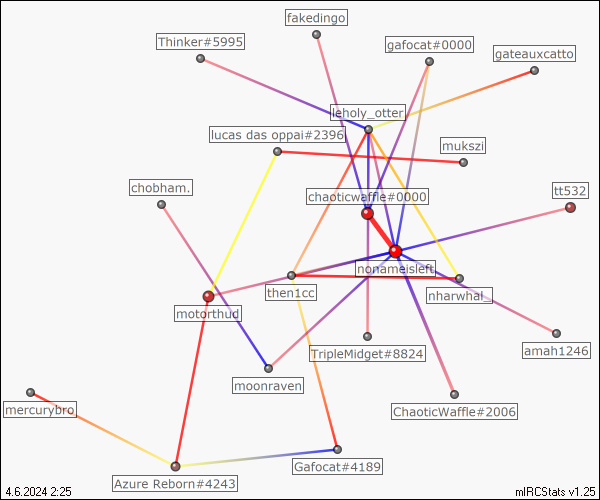 fakedingo
Thinker#5995
gafocat#0000
gateauxcatto
leholy_otter
lucas das oppai#2396
mukszi
chobham.
chaoticwaffle#0000
tt532
nonameisleft
then1cc
nharwhal_
motorthud
TripleMidget#8824
amah1246
moonraven
mercurybro
ChaoticWaffle#2006
Gafocat#4189
Azure Reborn#4243
4.6.2024 2:25
mIRCStats v1.25